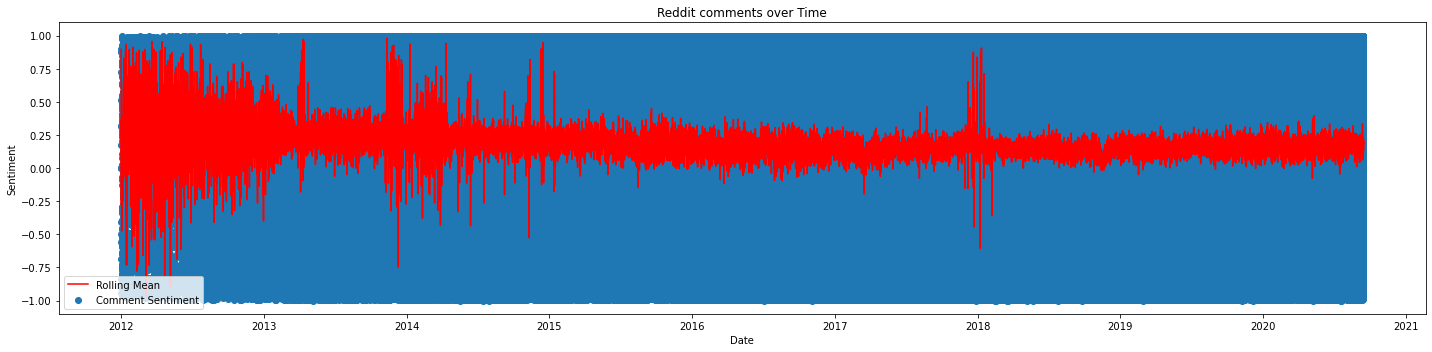 Reddit comments over Time
Sentiment
1.00
0.75
0.50
0.25
0.00
−0.25
−0.50
−0.75
−1.00
Rolling Mean
Comment Sentiment
2012 2013 2014 2015 2016 2017 2018 2019 2020 2021
Date